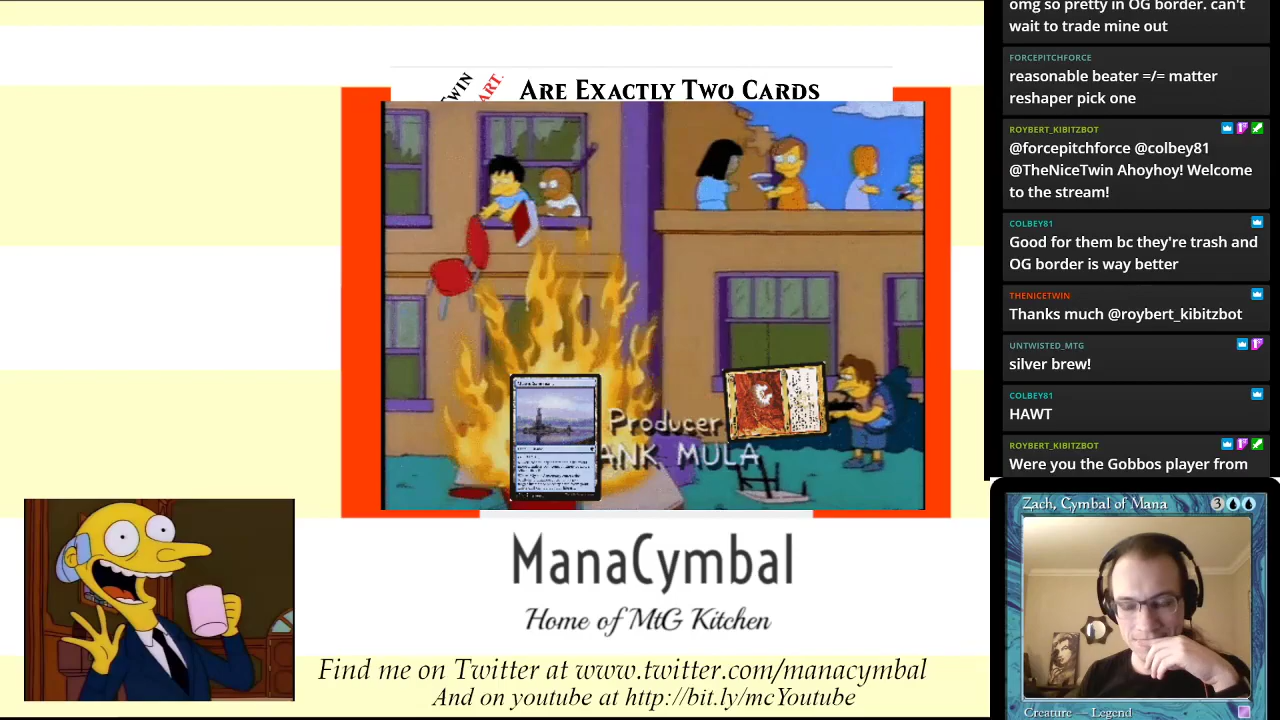 WIN
ART.
ARE EXACTLY TWO CARDS
Producer
ANK MULA
ManaCymbal
Home of MtG Kitchen
Find me on Twitter at www.twitter.com/manacymbal
And on youtube at http://bit.ly/mcYoutube
omg so pretty in OG border. can't
wait to trade mine out
FORCEPITCHFORCE
reasonable beater =/= matter
reshaper pick one
ROYBERT_KIBITZBOT
@forcepitchforce @colbey81
@TheNiceTwin Ahoyhoy! Welcome
to the stream!
COLBEY81
Good for them bc they're trash and
OG border is way better
THENICETWIN
Thanks much @roybert_kibitzbot
UNTWISTED_MTG
silver brew!
COLBEY81
HAWT
ROYBERT_KIBITZBOT
Were you the Gobbos player from
Zach, Cymbal of Mana 3
Creature — Legend